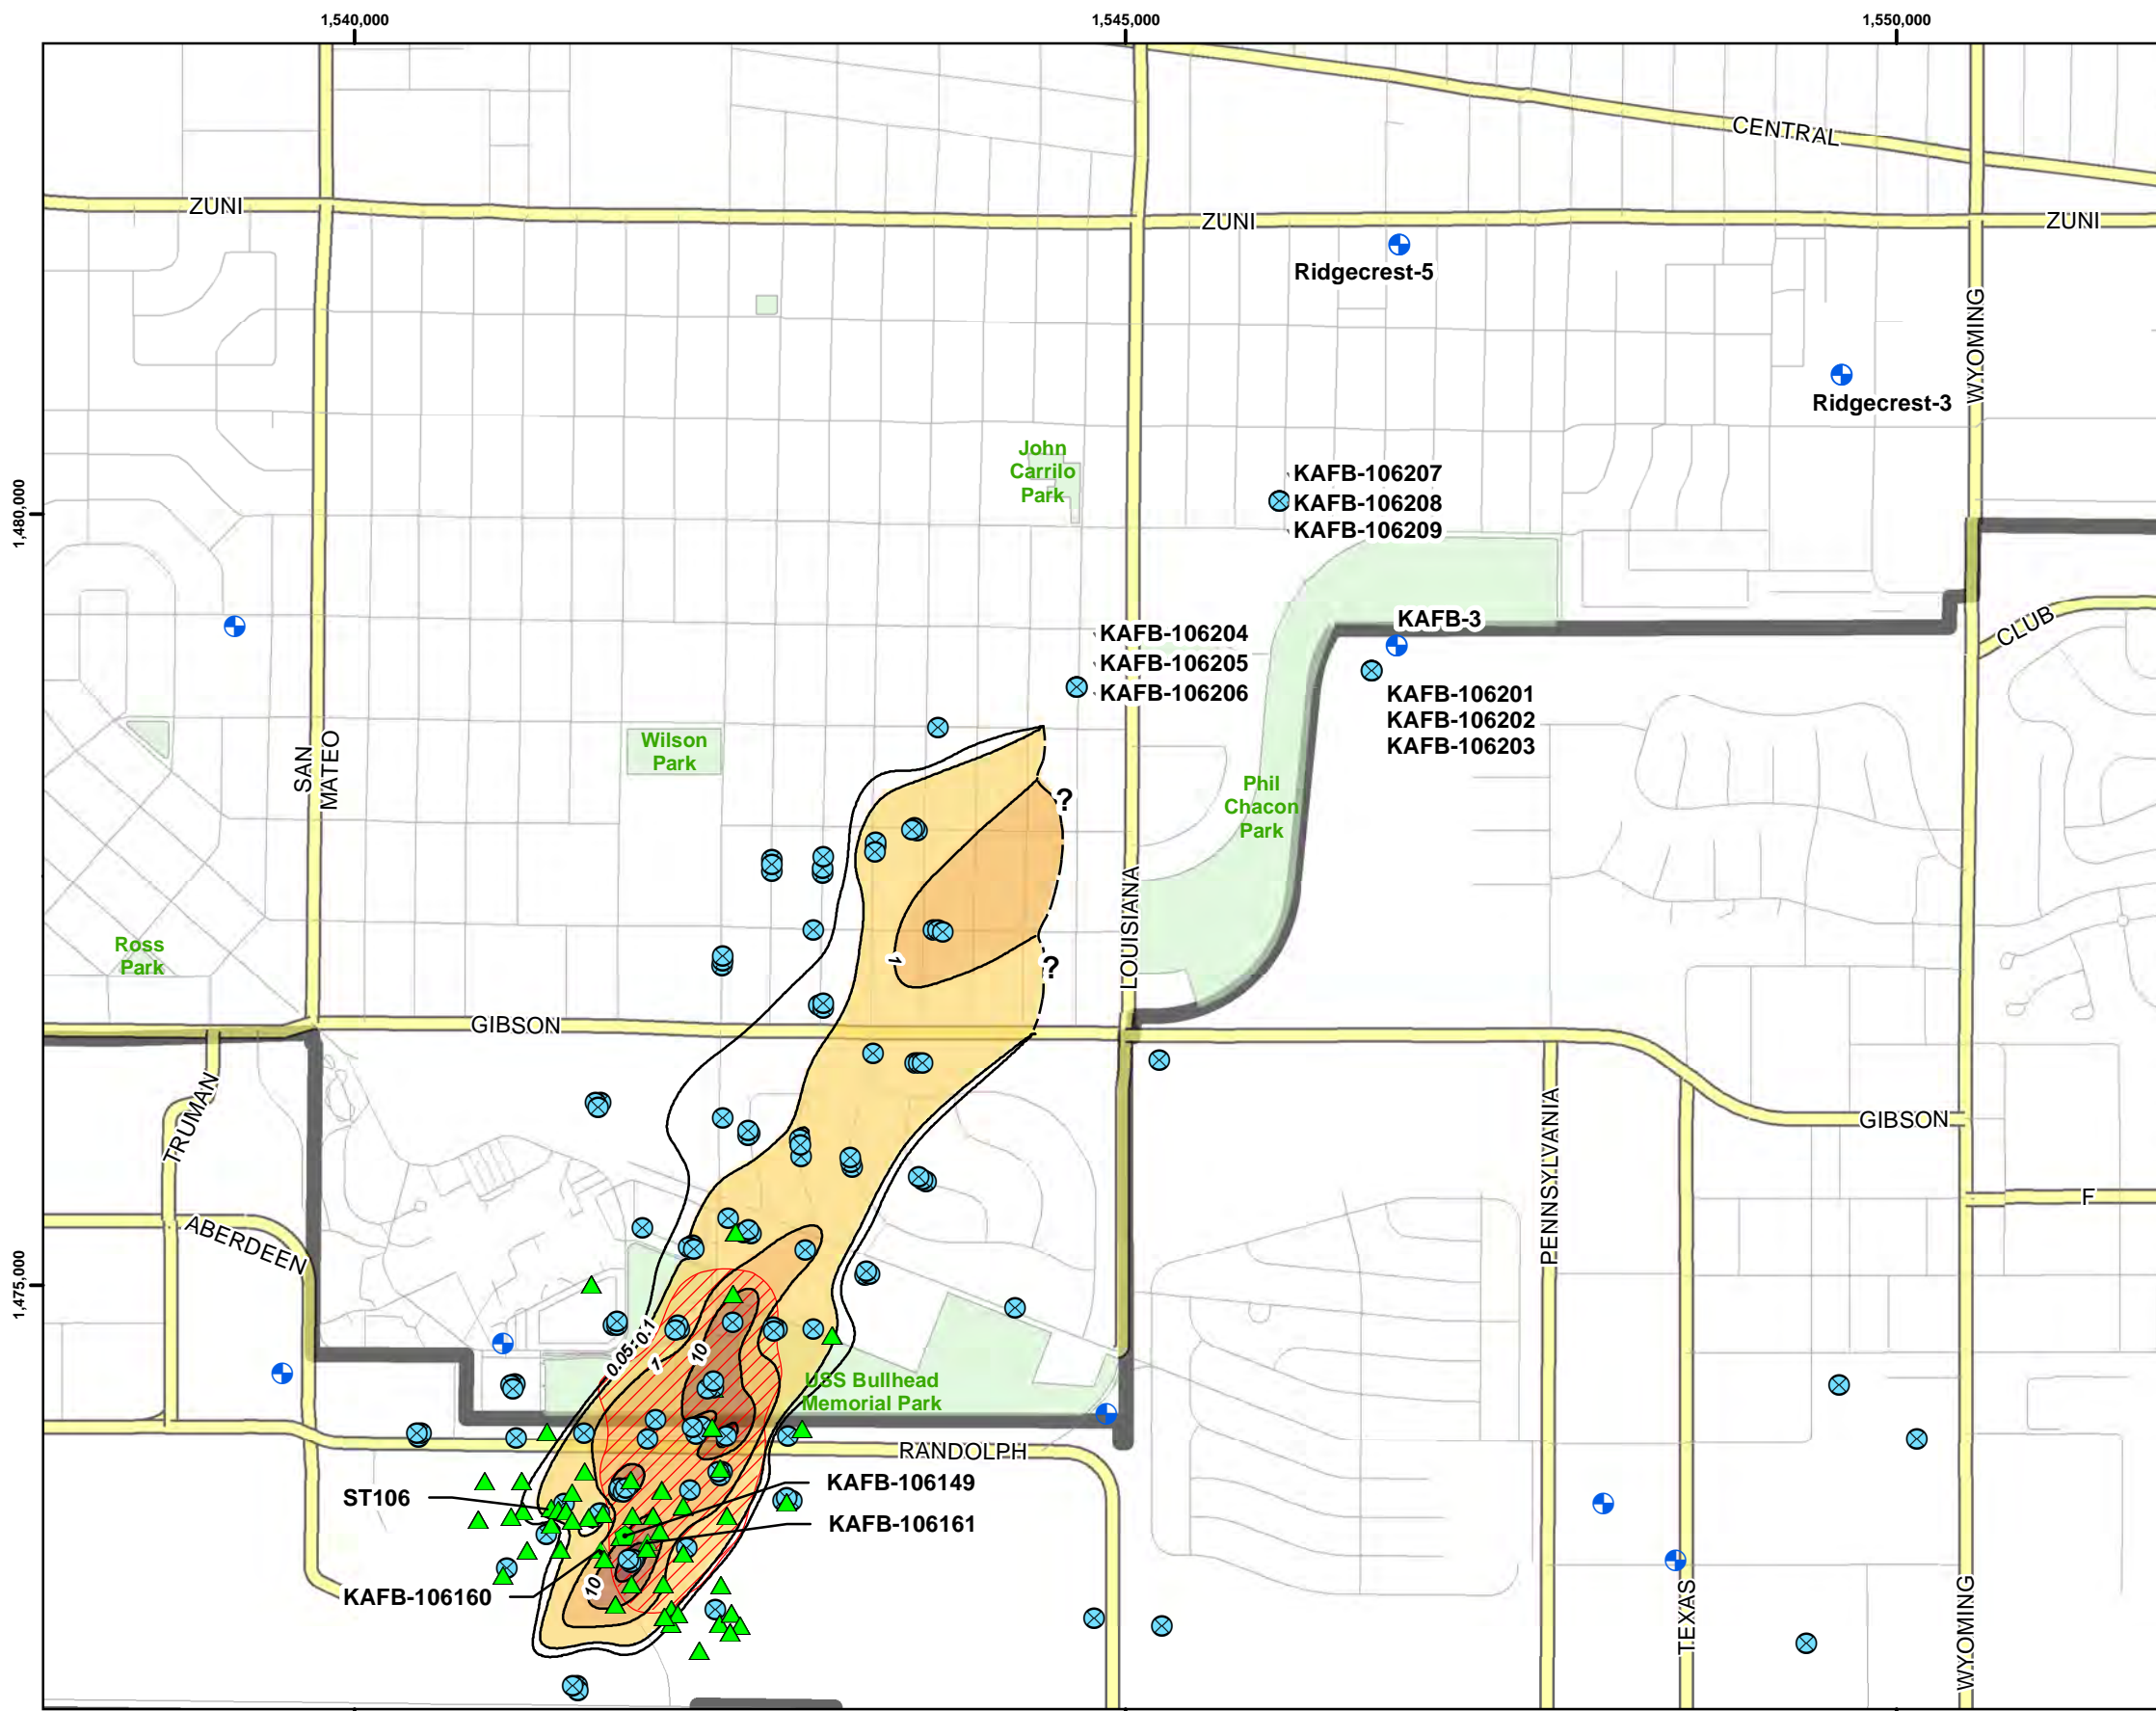 1,540,000
1,545,000
1,550,000
CENTRAL
ZUNI
ZUNI
ZUNI
Ridgecrest-5
WYOMING
Ridgecrest-3
John
Carrilo
Park
KAFB-106207
KAFB-106208
KAFB-106209
1,480,000
KAFB-3
CLUB
KAFB-106204
KAFB-106205
KAFB-106206
KAFB-106201
KAFB-106202
KAFB-106203
SAN
MATEO
Wilson
Park
Phil
Chacon
Park
?
LOUISIANA
Ross
Park
1
?
GIBSON
TRUMAN
PENNSYLVANIA
GIBSON
F
ABERDEEN
1,475,000
0.05
0.1
1
10
USS Bullhead
Memorial Park
RANDOLPH
ST106
KAFB-106149
KAFB-106161
KAFB-106160
10
TEXAS
WYOMING